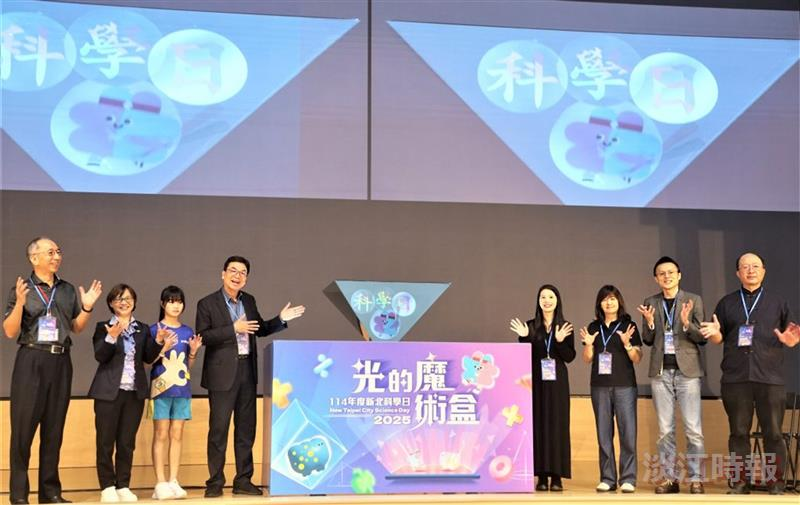 科學日
科學日
科學日
光的魔術盒
114年度新北科學日
New Taipei City Science Day
2025
淡江時報